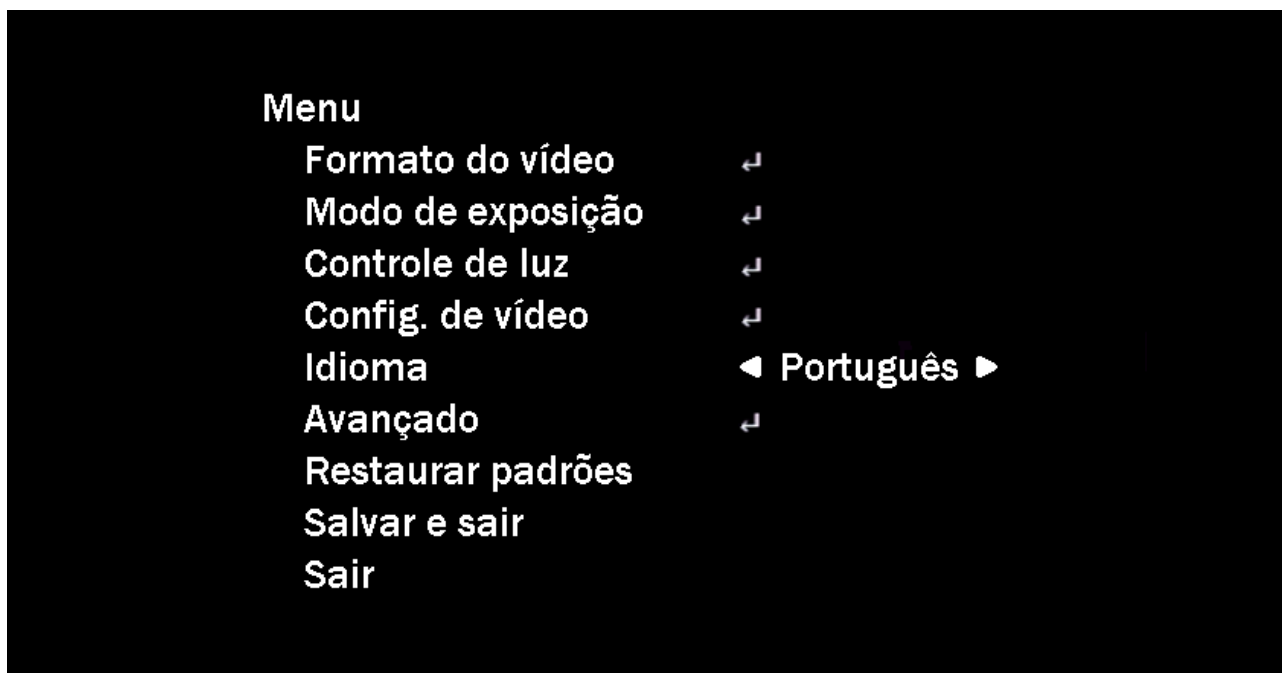 Menu
Formato do vídeo ↵
Modo de exposição ↵
Controle de luz ↵
Config. de vídeo ↵
Idioma ◀ Português ▶
Avançado ↵
Restaurar padrões
Salvar e sair
Sair